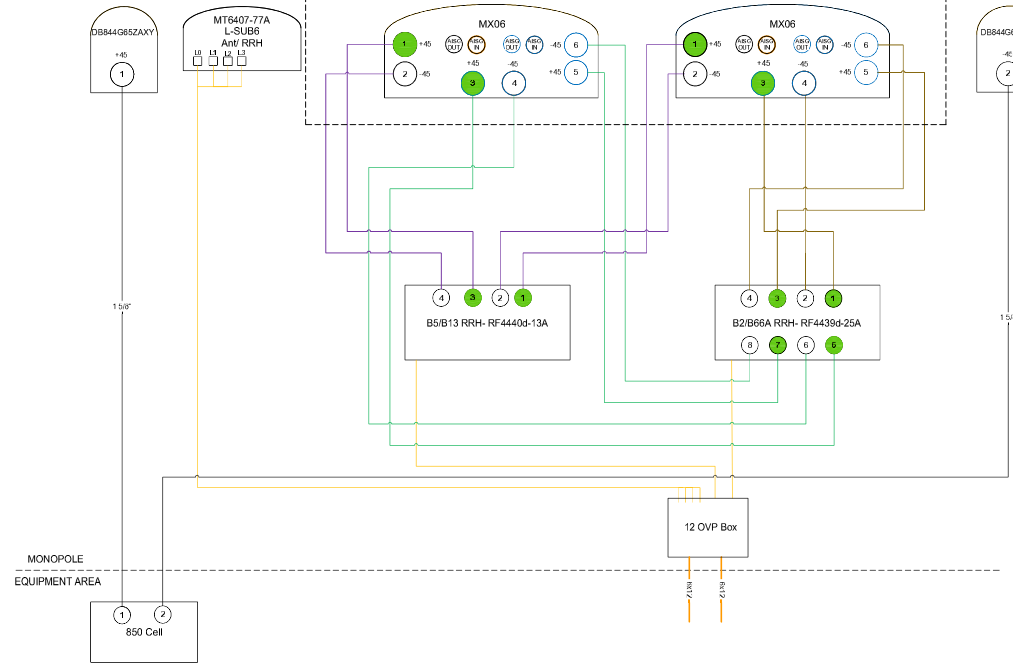 DB844G65ZAXY
+45
1
MT6407-77A
L-SUB6
Ant/ RRH
L0 L1 L2 L3
MX06
1 +45
2 -45
AISG OUT
AISG IN
AISG OUT
AISG IN
+45
3
-45
4
-45 6
+45 5
MX06
1 +45
2 -45
AISG OUT
AISG IN
AISG OUT
AISG IN
+45
3
-45
4
-45 6
+45 5
DB844G6
-45
2
1 5/8"
4 3 2 1
B5/B13 RRH- RF4440d-13A
4 3 2 1
B2/B66A RRH- RF4439d-25A
8 7 6
1 5/
12 OVP Box
MONOPOLE
EQUIPMENT AREA
6x12
6x12
1 2
850 Cell